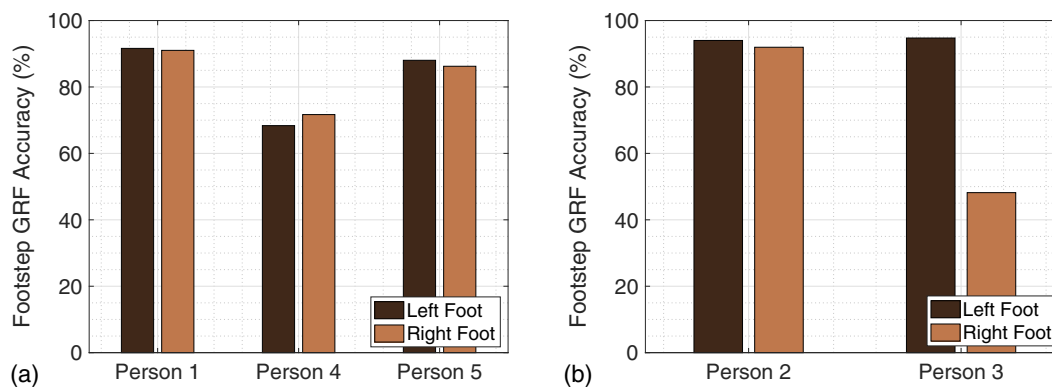 Footstep GRF Accuracy (%)
100
80
60
40
20
0
Left Foot
Right Foot
Person 1 Person 4 Person 5
(a)
Footstep GRF Accuracy (%)
100
80
60
40
20
0
Left Foot
Right Foot
Person 2 Person 3
(b)